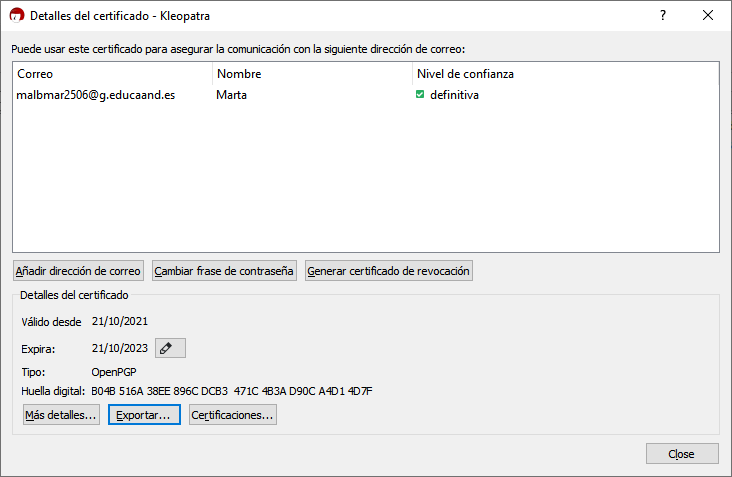 Detalles del certificado - Kleopatra
Puede usar este certificado para asegurar la comunicación con la siguiente dirección de correo:
Correo Nombre Nivel de confianza
malbmar2506@g.educaand.es Marta definitiva
Añadir dirección de correo Cambiar frase de contraseña Generar certificado de revocación
Detalles del certificado
Válido desde 21/10/2021
Expira: 21/10/2023
Tipo: OpenPGP
Huella digital: B04B 516A 38EE 896C DCB3 471C 4B3A D90C A4D1 4D7F
Más detalles... Exportar... Certificaciones...
Close